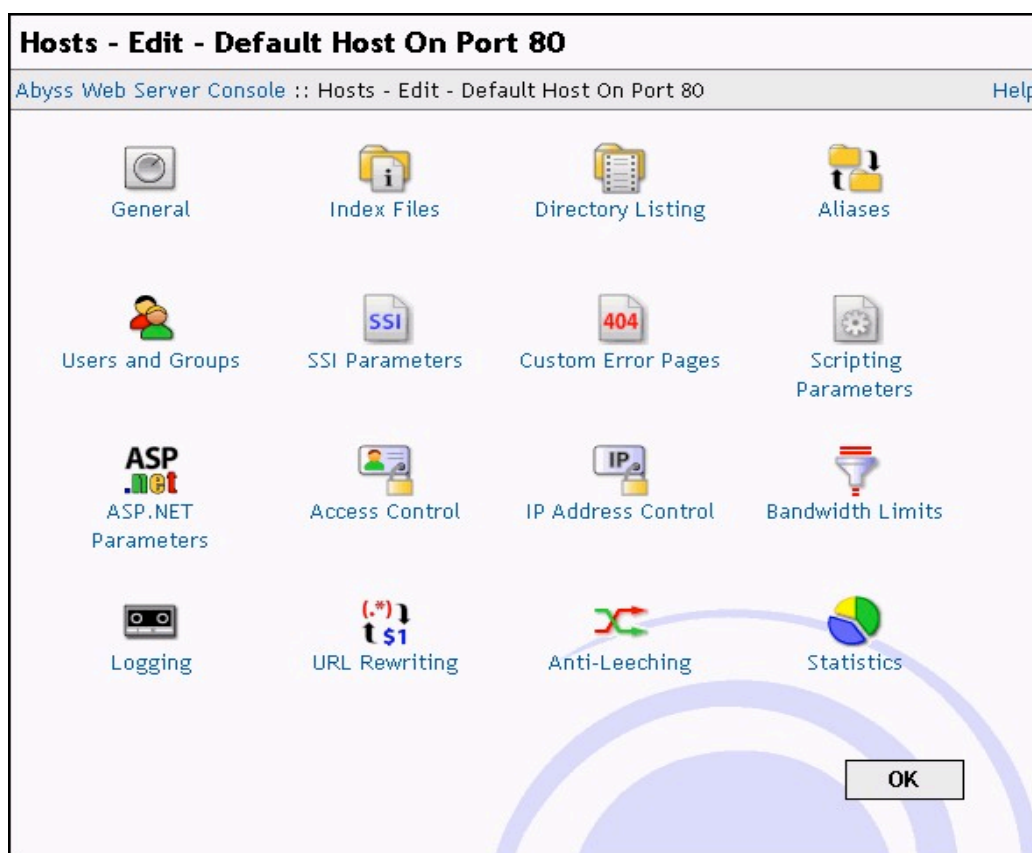 Hosts - Edit - Default Host On Port 80
Abyss Web Server Console :: Hosts - Edit - Default Host On Port 80 Help
i
General Index Files Directory Listing Aliases
SSI 404
Users and Groups SSI Parameters Custom Error Pages Scripting
Parameters
ASP
.net IP
ASP.NET Access Control IP Address Control Bandwidth Limits
Parameters
(.*)
$1
Logging URL Rewriting Anti-Leeching Statistics
OK